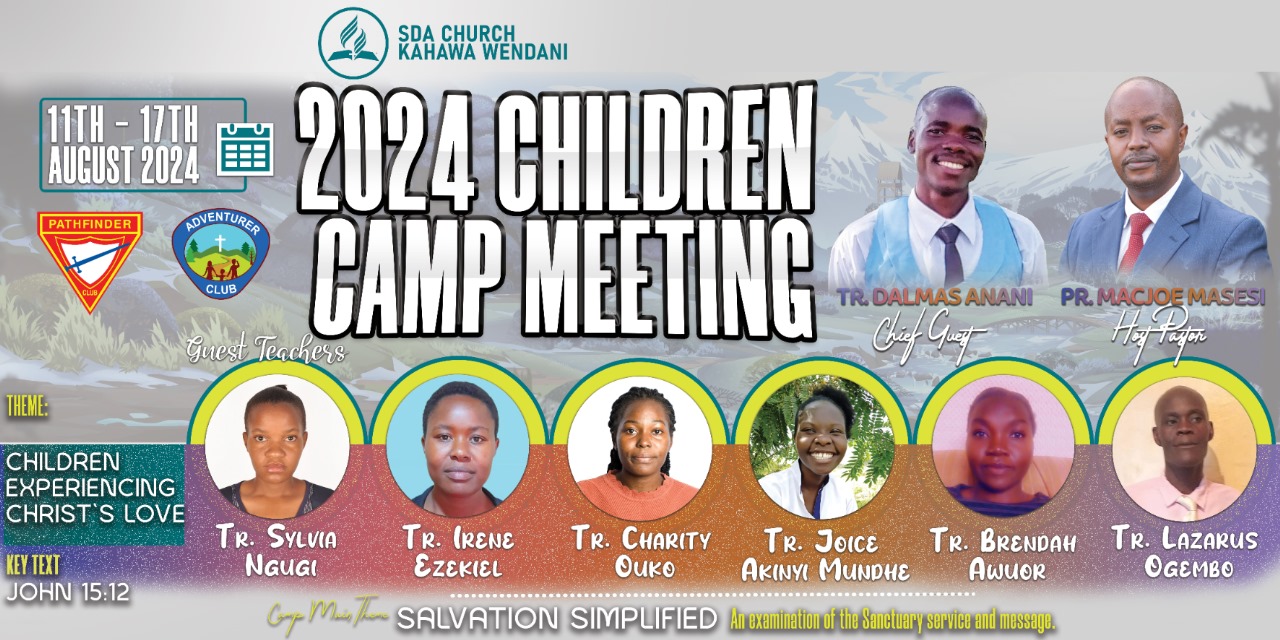 SDA CHURCH
KAHAWA WENDANI
11TH - 17TH
AUGUST 2024
2024 CHILDREN
CAMP MEETING
PATHFINDER
CLUB
ADVENTURER
CLUB
TR. DALMAS ANANI
Chief Guest
PR. MACJOE MASESI
Host Pastor
Guest Teachers
THEME:
CHILDREN
EXPERIENCING
CHRIST`S LOVE
KEY TEXT
JOHN 15:12
TR. SYLVIA
NGUGI
TR. IRENE
EZEKIEL
TR. CHARITY
OUKO
TR. JOICE
AKINYI MUNDHE
TR. BRENDAH
AWUOR
TR. LAZARUS
OGEMBO
Camp Main Theme SALVATION SIMPLIFIED An examination of the Sanctuary service and message.